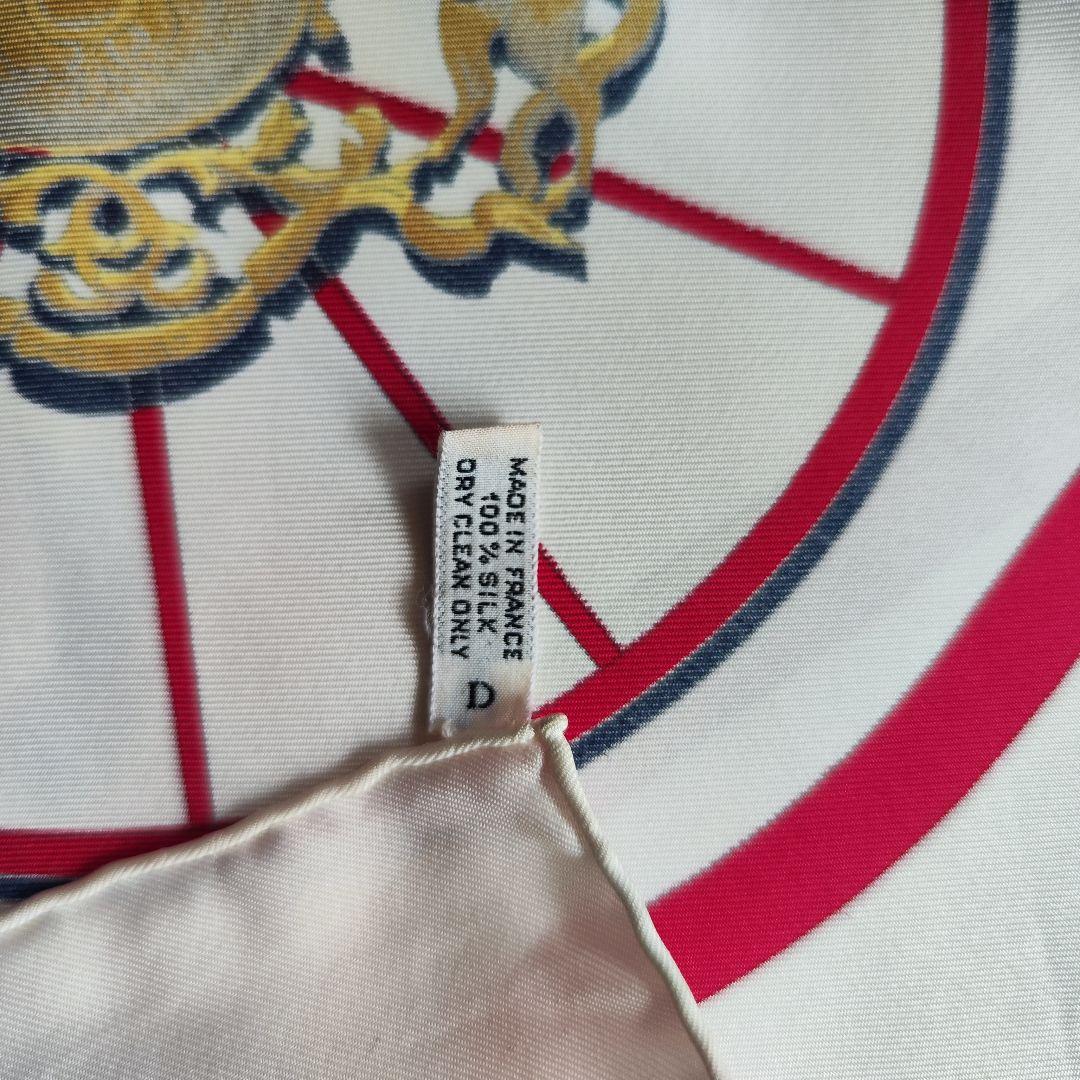 MADE IN FRANCE
100% SILK
DRY CLEAN ONLY
D